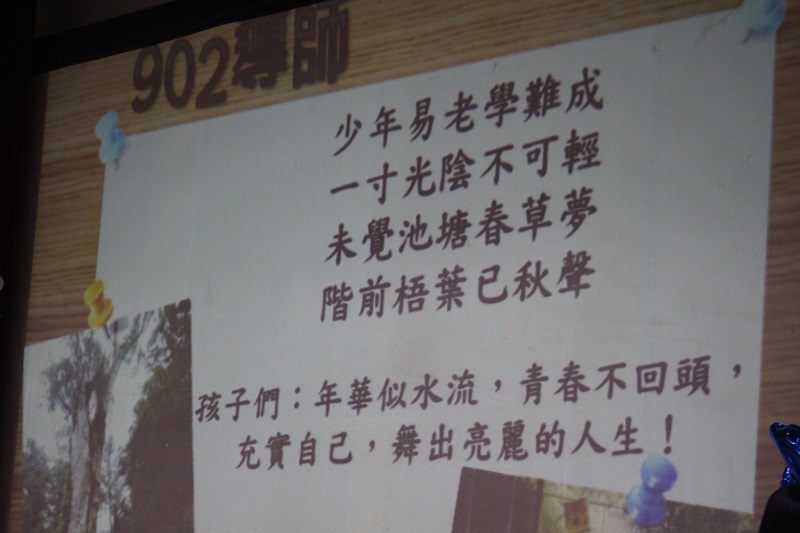 902導師
少年易老學難成
一寸光陰不可輕
未覺池塘春草夢
階前梧葉已秋聲
孩子們：年華似水流，青春不回頭，
充實自己，舞出亮麗的人生！